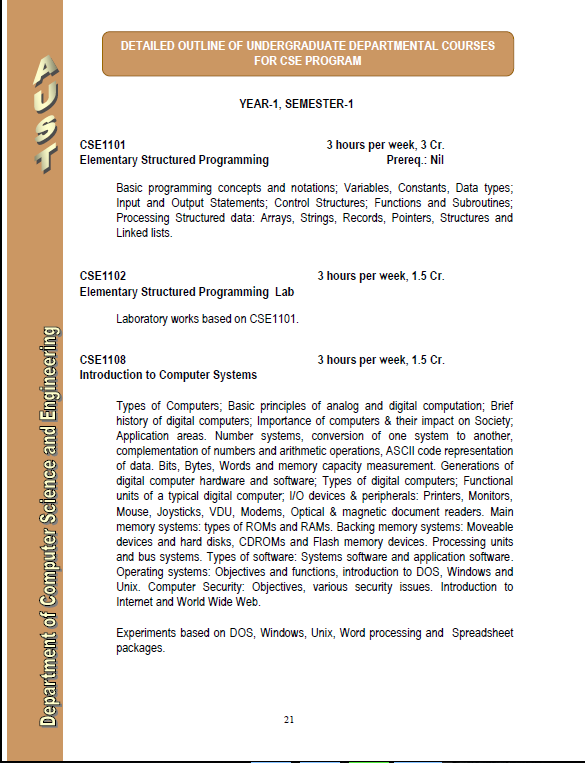 DETAILED OUTLINE OF UNDERGRADUATE DEPARTMENTAL COURSES
FOR CSE PROGRAM
AUST
YEAR-1, SEMESTER-1
CSE1101 3 hours per week, 3 Cr.
Elementary Structured Programming Prereq.: Nil
Basic programming concepts and notations; Variables, Constants, Data types;
Input and Output Statements; Control Structures; Functions and Subroutines;
Processing Structured data: Arrays, Strings, Records, Pointers, Structures and
Linked lists.
CSE1102 3 hours per week, 1.5 Cr.
Elementary Structured Programming Lab
Laboratory works based on CSE1101.
CSE1108 3 hours per week, 1.5 Cr.
Introduction to Computer Systems
Types of Computers; Basic principles of analog and digital computation; Brief
history of digital computers; Importance of computers & their impact on Society;
Application areas. Number systems, conversion of one system to another,
complementation of numbers and arithmetic operations, ASCII code representation
of data. Bits, Bytes, Words and memory capacity measurement. Generations of
digital computer hardware and software; Types of digital computers; Functional
units of a typical digital computer; I/O devices & peripherals: Printers, Monitors,
Mouse, Joysticks, VDU, Modems, Optical & magnetic document readers. Main
memory systems: types of ROMs and RAMs. Backing memory systems: Moveable
devices and hard disks, CDROMs and Flash memory devices. Processing units
and bus systems. Types of software: Systems software and application software.
Operating systems: Objectives and functions, introduction to DOS, Windows and
Unix. Computer Security: Objectives, various security issues. Introduction to
Internet and World Wide Web.
Experiments based on DOS, Windows, Unix, Word processing and Spreadsheet
packages.
Department of Computer Science and Engineering
21